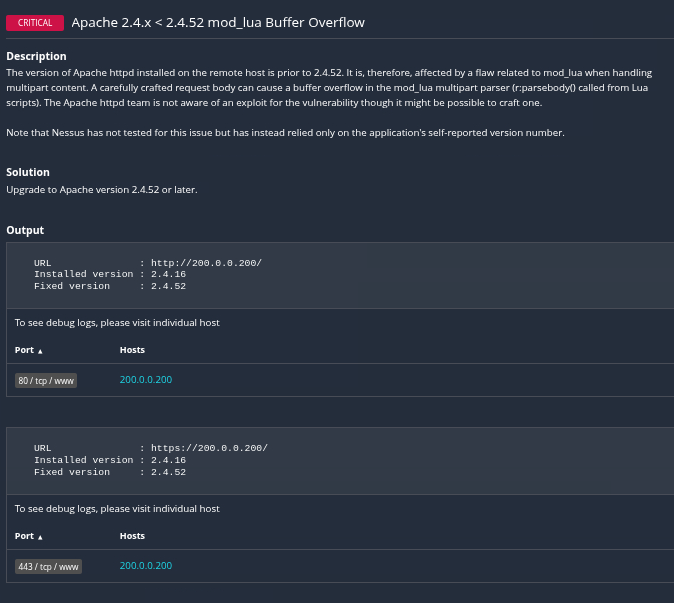 CRITICAL Apache 2.4.x < 2.4.52 mod_lua Buffer Overflow
Description
The version of Apache httpd installed on the remote host is prior to 2.4.52. It is, therefore, affected by a flaw related to mod_lua when handling
multipart content. A carefully crafted request body can cause a buffer overflow in the mod_lua multipart parser (r:parsebody() called from Lua
scripts). The Apache httpd team is not aware of an exploit for the vulnerability though it might be possible to craft one.
Note that Nessus has not tested for this issue but has instead relied only on the application's self-reported version number.
Solution
Upgrade to Apache version 2.4.52 or later.
Output
URL : http://200.0.0.200/
Installed version : 2.4.16
Fixed version : 2.4.52
To see debug logs, please visit individual host
Port ▲ Hosts
80 / tcp / www 200.0.0.200
URL : https://200.0.0.200/
Installed version : 2.4.16
Fixed version : 2.4.52
To see debug logs, please visit individual host
Port ▲ Hosts
443 / tcp / www 200.0.0.200